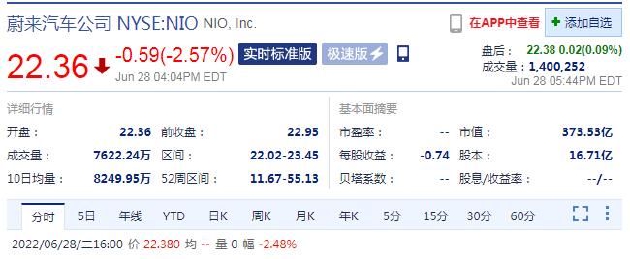 蔚来汽车公司 NYSE:NIO NIO, Inc.
在APP中查看
添加自选
22.36 -0.59(-2.57%)
实时标准版 极速版
Jun 28 04:04PM EDT
盘后: 22.38 0.02(0.09%)
成交量: 1,400,252
Jun 28 05:44PM EDT
详细行情
开盘: 22.36 前收盘: 22.95
成交量: 7622.24万 区间: 22.02-23.45
10日均量: 8249.95万 52周区间: 11.67-55.13
基本面摘要
市盈率: -- 市值: 373.53亿
每股收益: -0.74 股本: 16.71亿
贝塔系数: -- 股息/收益率: --/--
分时 5日 年线 YTD 日K 周K 月K 年K 5分 15分 30分 60分
2022/06/28/二16:00 价 22.380 均 -- 量 0 幅 -2.48%